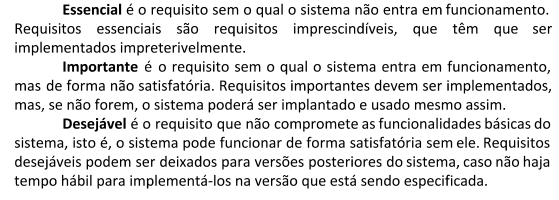 Essencial é o requisito sem o qual o sistema não entra em funcionamento.
Requisitos essenciais são requisitos imprescindíveis, que têm que ser
implementados impreterivelmente.
Importante é o requisito sem o qual o sistema entra em funcionamento,
mas de forma não satisfatória. Requisitos importantes devem ser implementados,
mas, se não forem, o sistema poderá ser implantado e usado mesmo assim.
Desejável é o requisito que não compromete as funcionalidades básicas do
sistema, isto é, o sistema pode funcionar de forma satisfatória sem ele. Requisitos
desejáveis podem ser deixados para versões posteriores do sistema, caso não haja
tempo hábil para implementá-los na versão que está sendo especificada.